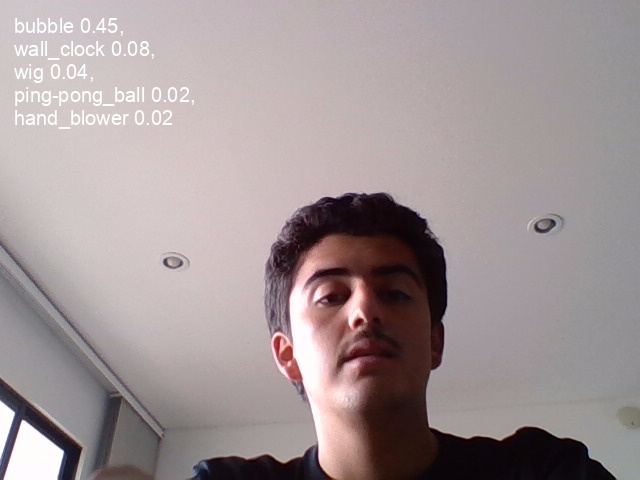 bubble 0.45,
wall_clock 0.08,
wig 0.04,
ping-pong_ball 0.02,
hand_blower 0.02